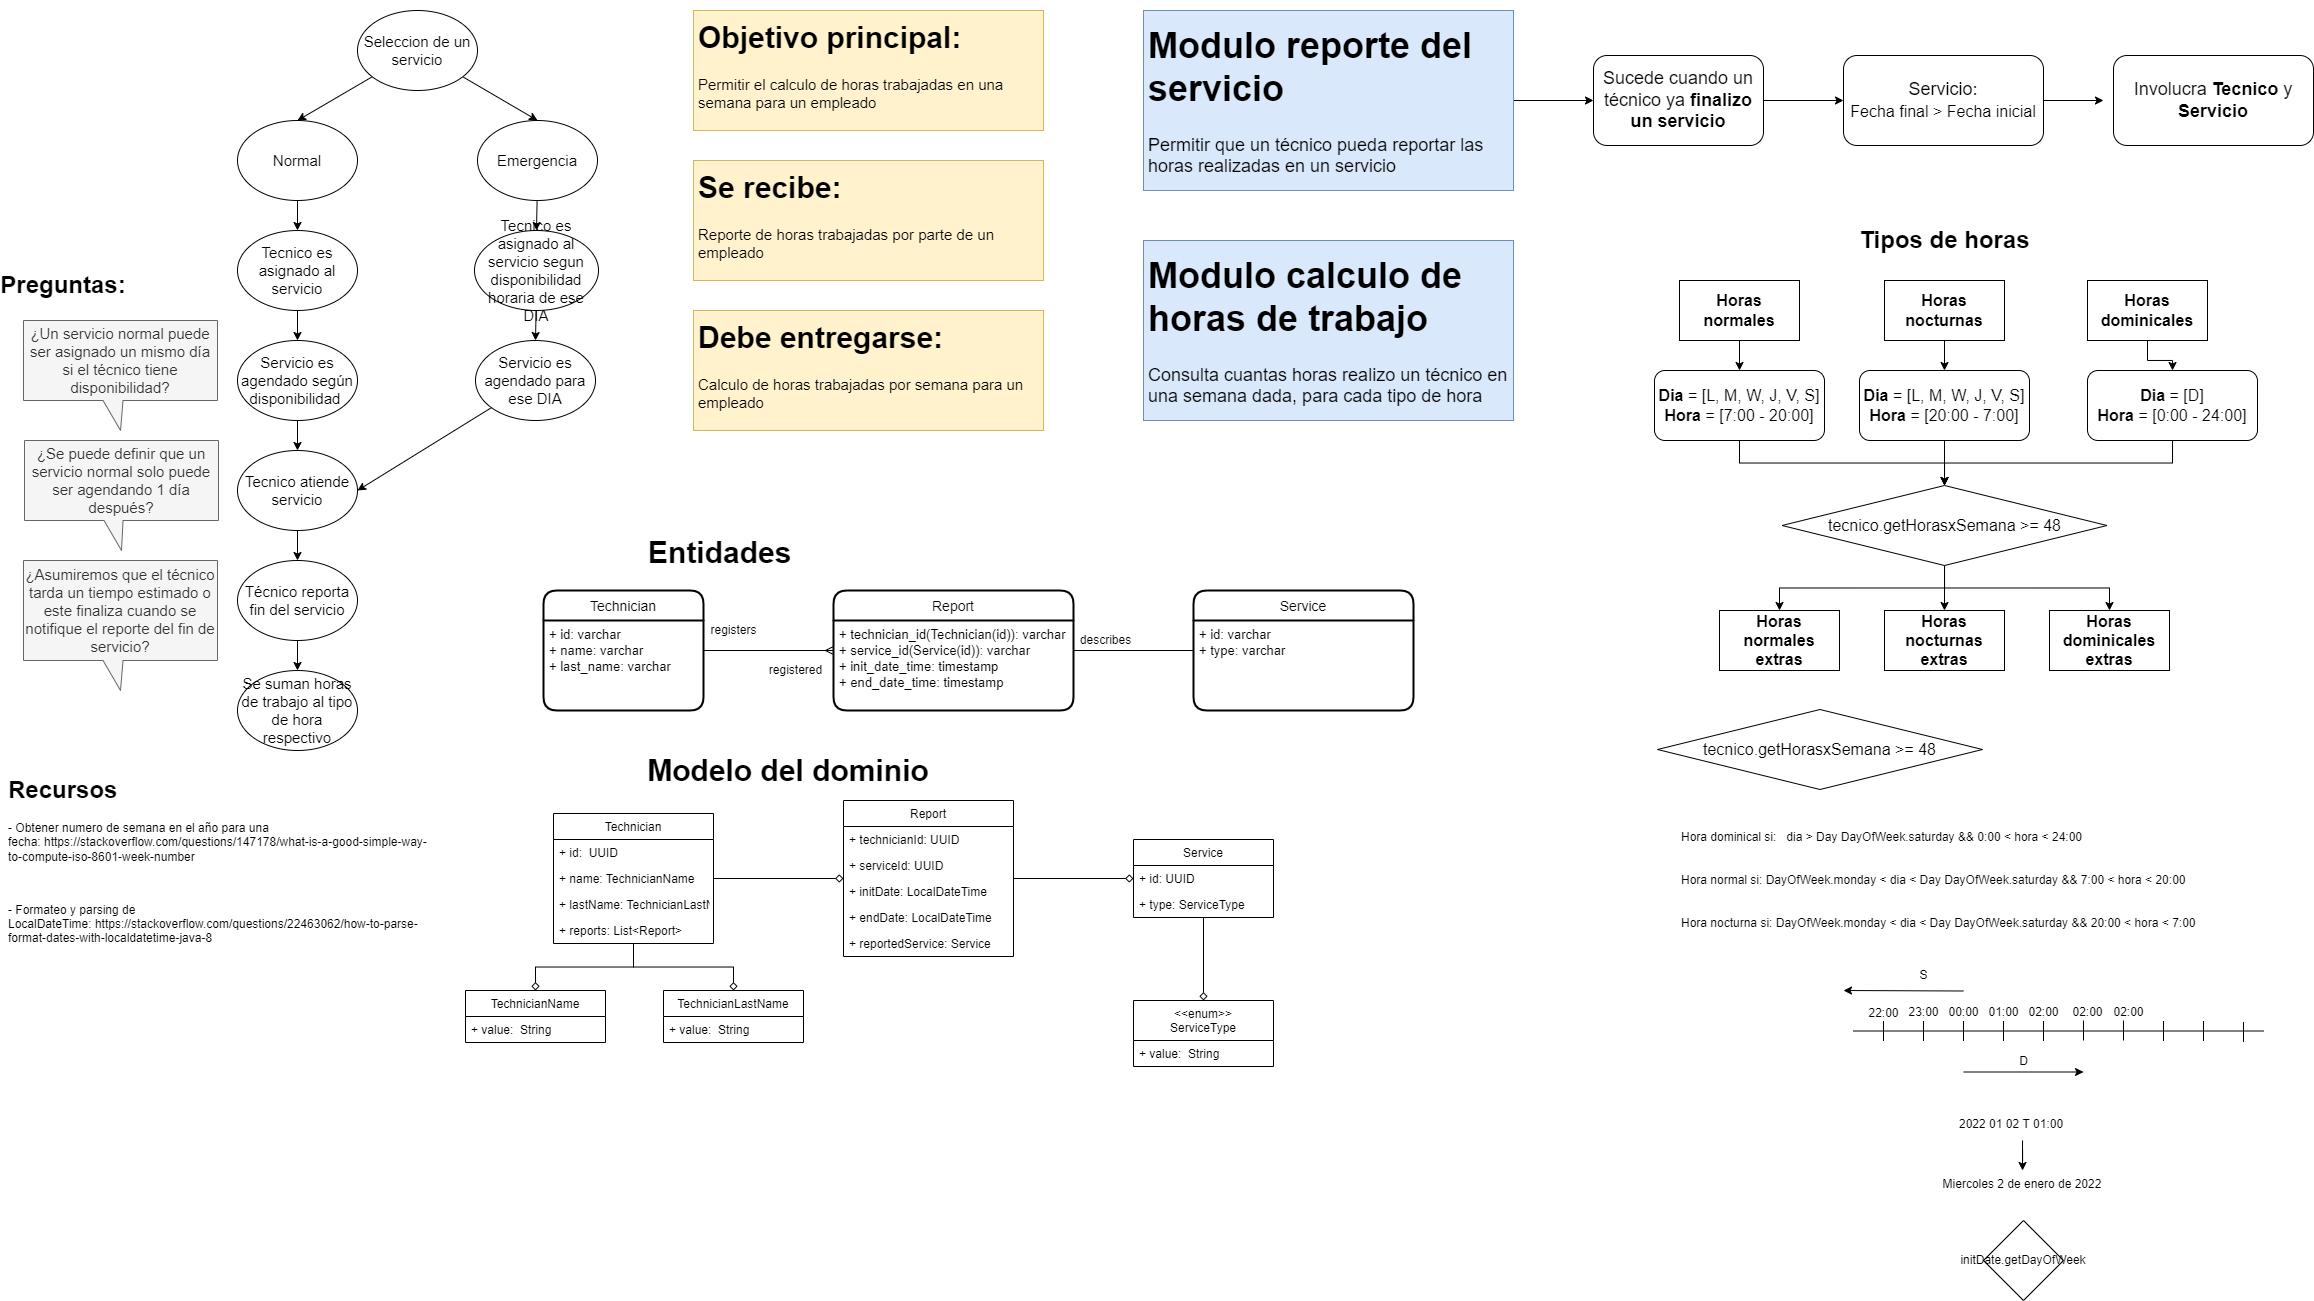 Seleccion de un
servicio
Normal
Emergencia
Tecnico es
asignado al
servicio
Tecnico es
asignado al
servicio segun
disponibilidad
horaria de ese
DIA
Servicio es
agendado según
disponibilidad
Servicio es
agendado para
ese DIA
Tecnico atiende
servicio
Técnico reporta
fin del servicio
Se suman horas
de trabajo al tipo
de hora
respectivo
Preguntas:
¿Un servicio normal puede
ser asignado un mismo día
si el técnico tiene
disponibilidad?
¿Se puede definir que un
servicio normal solo puede
ser agendando 1 día
después?
¿Asumiremos que el técnico
tarda un tiempo estimado o
este finaliza cuando se
notifique el reporte del fin de
servicio?
Recursos
- Obtener numero de semana en el año para una
fecha: https://stackoverflow.com/questions/147178/what-is-a-good-simple-way-
to-compute-iso-8601-week-number
- Formateo y parsing de
LocalDateTime: https://stackoverflow.com/questions/22463062/how-to-parse-
format-dates-with-localdatetime-java-8
Objetivo principal:
Permitir el calculo de horas trabajadas en una
semana para un empleado
Se recibe:
Reporte de horas trabajadas por parte de un
empleado
Debe entregarse:
Calculo de horas trabajadas por semana para un
empleado
Modulo reporte del
servicio
Permitir que un técnico pueda reportar las
horas realizadas en un servicio
Modulo calculo de
horas de trabajo
Consulta cuantas horas realizo un técnico en
una semana dada, para cada tipo de hora
Sucede cuando un
técnico ya finalizo
un servicio
Servicio:
Fecha final > Fecha inicial
Involucra Tecnico y
Servicio
Entidades
Technician
+ id: varchar
+ name: varchar
+ last_name: varchar
registers
registered
Report
+ technician_id(Technician(id)): varchar
+ service_id(Service(id)): varchar
+ init_date_time: timestamp
+ end_date_time: timestamp
describes
Service
+ id: varchar
+ type: varchar
Modelo del dominio
Technician
+ id:  UUID
+ name: TechnicianName
+ lastName: TechnicianLastN
+ reports: List<Report>
Report
+ technicianId: UUID
+ serviceId: UUID
+ initDate: LocalDateTime
+ endDate: LocalDateTime
+ reportedService: Service
Service
+ id: UUID
+ type: ServiceType
TechnicianName
+ value:  String
TechnicianLastName
+ value:  String
<<enum>>
ServiceType
+ value:  String
Tipos de horas
Horas
normales
Horas
nocturnas
Horas
dominicales
Dia = [L, M, W, J, V, S]
Hora = [7:00 - 20:00]
Dia = [L, M, W, J, V, S]
Hora = [20:00 - 7:00]
Dia = [D]
Hora = [0:00 - 24:00]
tecnico.getHorasxSemana >= 48
Horas
normales
extras
Horas
nocturnas
extras
Horas
dominicales
extras
tecnico.getHorasxSemana >= 48
Hora dominical si:   dia > Day DayOfWeek.saturday && 0:00 < hora < 24:00
Hora normal si: DayOfWeek.monday < dia < Day DayOfWeek.saturday && 7:00 < hora < 20:00
Hora nocturna si: DayOfWeek.monday < dia < Day DayOfWeek.saturday && 20:00 < hora < 7:00
S
22:00 23:00 00:00 01:00 02:00 02:00 02:00
D
2022 01 02 T 01:00
Miercoles 2 de enero de 2022
initDate.getDayOfWeek